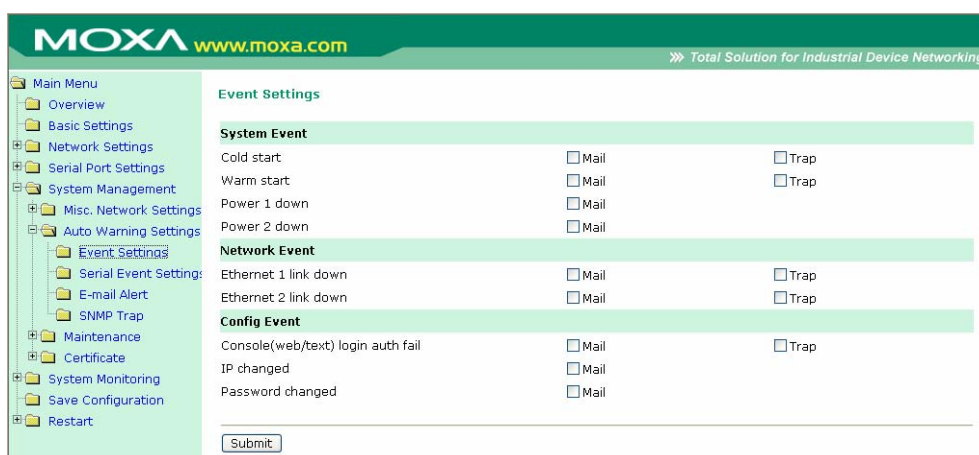 MOXA www.moxa.com
Total Solution for Industrial Device Networking
Main Menu
Overview
Basic Settings
Network Settings
Serial Port Settings
System Management
Misc. Network Settings
Auto Warning Settings
Event Settings
Serial Event Settings
E-mail Alert
SNMP Trap
Maintenance
Certificate
System Monitoring
Save Configuration
Restart
Event Settings
System Event
Cold start Mail Trap
Warm start Mail Trap
Power 1 down Mail
Power 2 down Mail
Network Event
Ethernet 1 link down Mail Trap
Ethernet 2 link down Mail Trap
Config Event
Console(web/text) login auth fail Mail Trap
IP changed Mail
Password changed Mail
Submit